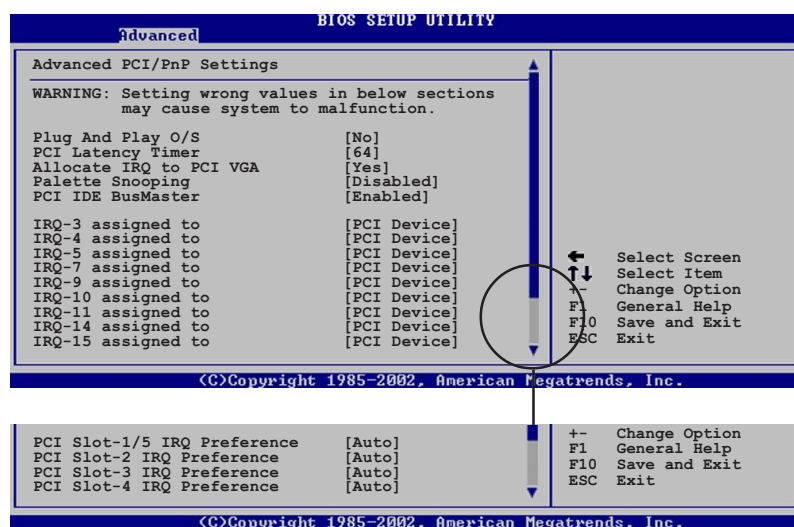 BIOS SETUP UTILITY
Advanced
Advanced PCI/PnP Settings
WARNING: Setting wrong values in below sections
may cause system to malfunction.
Plug And Play O/S [No]
PCI Latency Timer [64]
Allocate IRQ to PCI VGA [Yes]
Palette Snooping [Disabled]
PCI IDE BusMaster [Enabled]
IRQ-3 assigned to [PCI Device]
IRQ-4 assigned to [PCI Device]
IRQ-5 assigned to [PCI Device]
IRQ-7 assigned to [PCI Device]
IRQ-9 assigned to [PCI Device]
IRQ-10 assigned to [PCI Device]
IRQ-11 assigned to [PCI Device]
IRQ-14 assigned to [PCI Device]
IRQ-15 assigned to [PCI Device]
Select Screen
Select Item
+- Change Option
F1 General Help
F10 Save and Exit
ESC Exit
(C)Copyright 1985-2002, American Megatrends, Inc.
PCI Slot-1/5 IRQ Preference [Auto]
PCI Slot-2 IRQ Preference [Auto]
PCI Slot-3 IRQ Preference [Auto]
PCI Slot-4 IRQ Preference [Auto]
+- Change Option
F1 General Help
F10 Save and Exit
ESC Exit
(C)Copyright 1985-2002, American Megatrends, Inc.